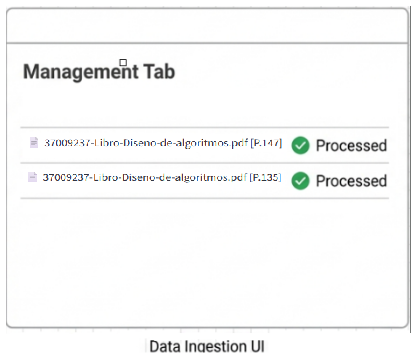 Management Tab
37009237-Libro-Diseno-de-algoritmos.pdf [P.147] Processed
37009237-Libro-Diseno-de-algoritmos.pdf [P.135] Processed
Data Ingestion UI